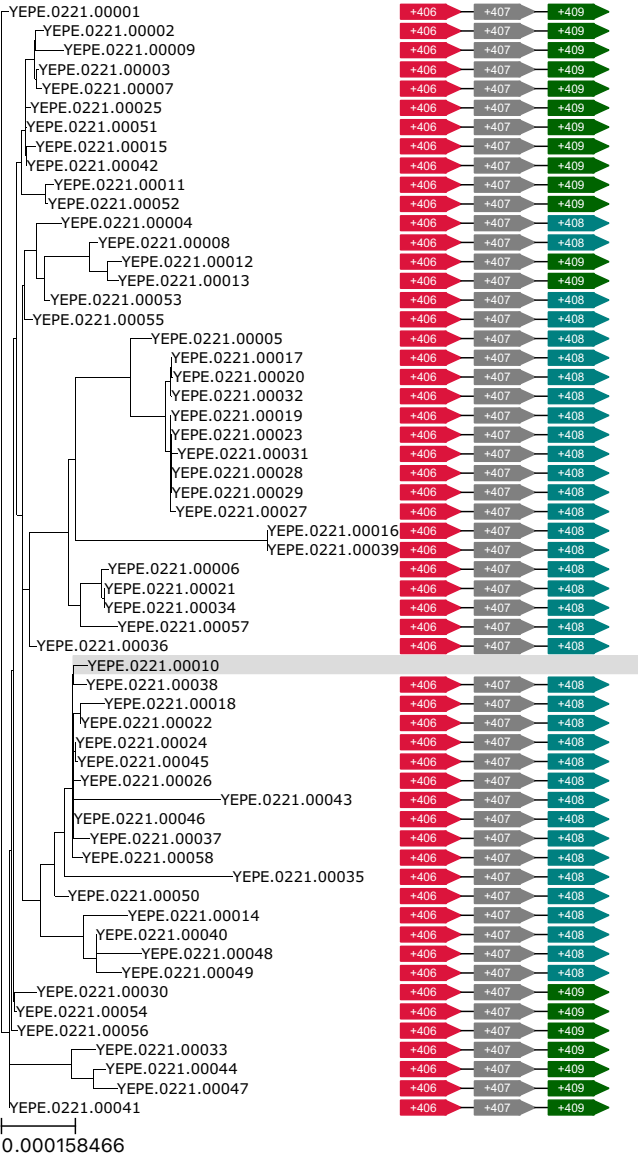 YEPE.0221.00001 +406 +407 +409
YEPE.0221.00002 +406 +407 +409
YEPE.0221.00009 +406 +407 +409
YEPE.0221.00003 +406 +407 +409
YEPE.0221.00007 +406 +407 +409
YEPE.0221.00025 +406 +407 +409
YEPE.0221.00051 +406 +407 +409
YEPE.0221.00015 +406 +407 +409
YEPE.0221.00042 +406 +407 +409
YEPE.0221.00011 +406 +407 +409
YEPE.0221.00052 +406 +407 +409
YEPE.0221.00004 +406 +407 +408
YEPE.0221.00008 +406 +407 +408
YEPE.0221.00012 +406 +407 +409
YEPE.0221.00013 +406 +407 +409
YEPE.0221.00053 +406 +407 +408
YEPE.0221.00055 +406 +407 +408
YEPE.0221.00005 +406 +407 +408
YEPE.0221.00017 +406 +407 +408
YEPE.0221.00020 +406 +407 +408
YEPE.0221.00032 +406 +407 +408
YEPE.0221.00019 +406 +407 +408
YEPE.0221.00023 +406 +407 +408
YEPE.0221.00031 +406 +407 +408
YEPE.0221.00028 +406 +407 +408
YEPE.0221.00029 +406 +407 +408
YEPE.0221.00027 +406 +407 +408
YEPE.0221.00016 +406 +407 +408
YEPE.0221.00039 +406 +407 +408
YEPE.0221.00006 +406 +407 +408
YEPE.0221.00021 +406 +407 +408
YEPE.0221.00034 +406 +407 +408
YEPE.0221.00057 +406 +407 +408
YEPE.0221.00036 +406 +407 +408
YEPE.0221.00010
YEPE.0221.00038 +406 +407 +408
YEPE.0221.00018 +406 +407 +408
YEPE.0221.00022 +406 +407 +408
YEPE.0221.00024 +406 +407 +408
YEPE.0221.00045 +406 +407 +408
YEPE.0221.00026 +406 +407 +408
YEPE.0221.00043 +406 +407 +408
YEPE.0221.00046 +406 +407 +408
YEPE.0221.00037 +406 +407 +408
YEPE.0221.00058 +406 +407 +408
YEPE.0221.00035 +406 +407 +408
YEPE.0221.00050 +406 +407 +408
YEPE.0221.00014 +406 +407 +408
YEPE.0221.00040 +406 +407 +408
YEPE.0221.00048 +406 +407 +408
YEPE.0221.00049 +406 +407 +408
YEPE.0221.00030 +406 +407 +409
YEPE.0221.00054 +406 +407 +409
YEPE.0221.00056 +406 +407 +409
YEPE.0221.00033 +406 +407 +409
YEPE.0221.00044 +406 +407 +409
YEPE.0221.00047 +406 +407 +409
YEPE.0221.00041 +406 +407 +409
0.000158466